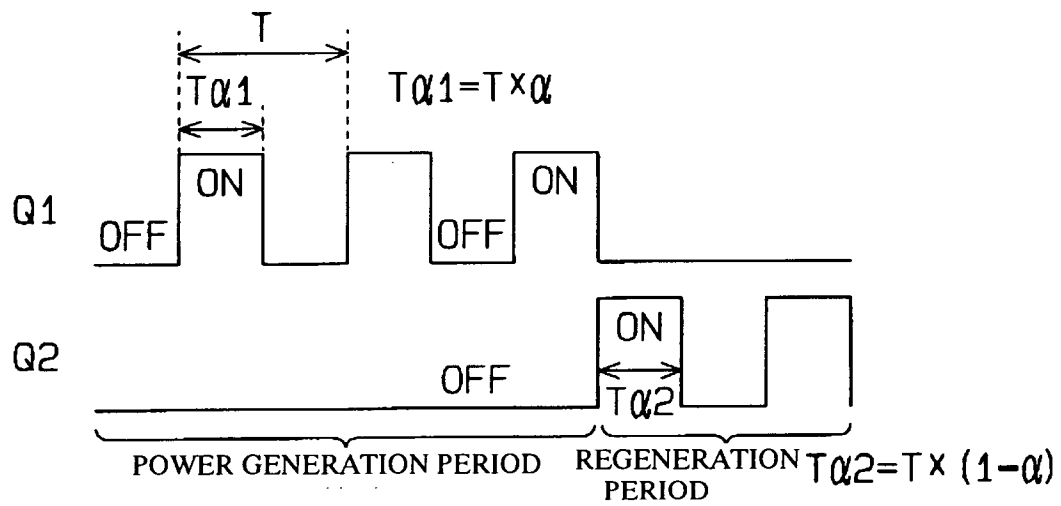 T
Tα1
Tα1=T×α
Q1
OFF
ON
OFF
ON
Q2
OFF
ON
Tα2
POWER GENERATION PERIOD
REGENERATION
PERIOD
Tα2=T×(1-α)